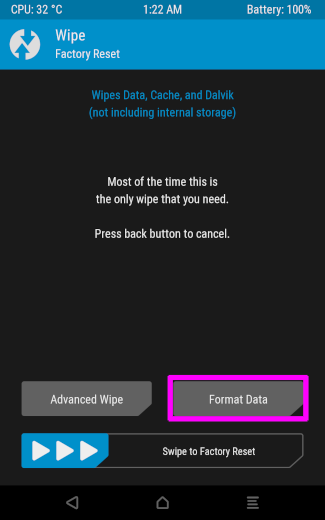 CPU: 32 °C 1:22 AM Battery: 100%
Wipe
Factory Reset
Wipes Data, Cache, and Dalvik
(not including internal storage)
Most of the time this is
the only wipe that you need.
Press back button to cancel.
Advanced Wipe Format Data
Swipe to Factory Reset